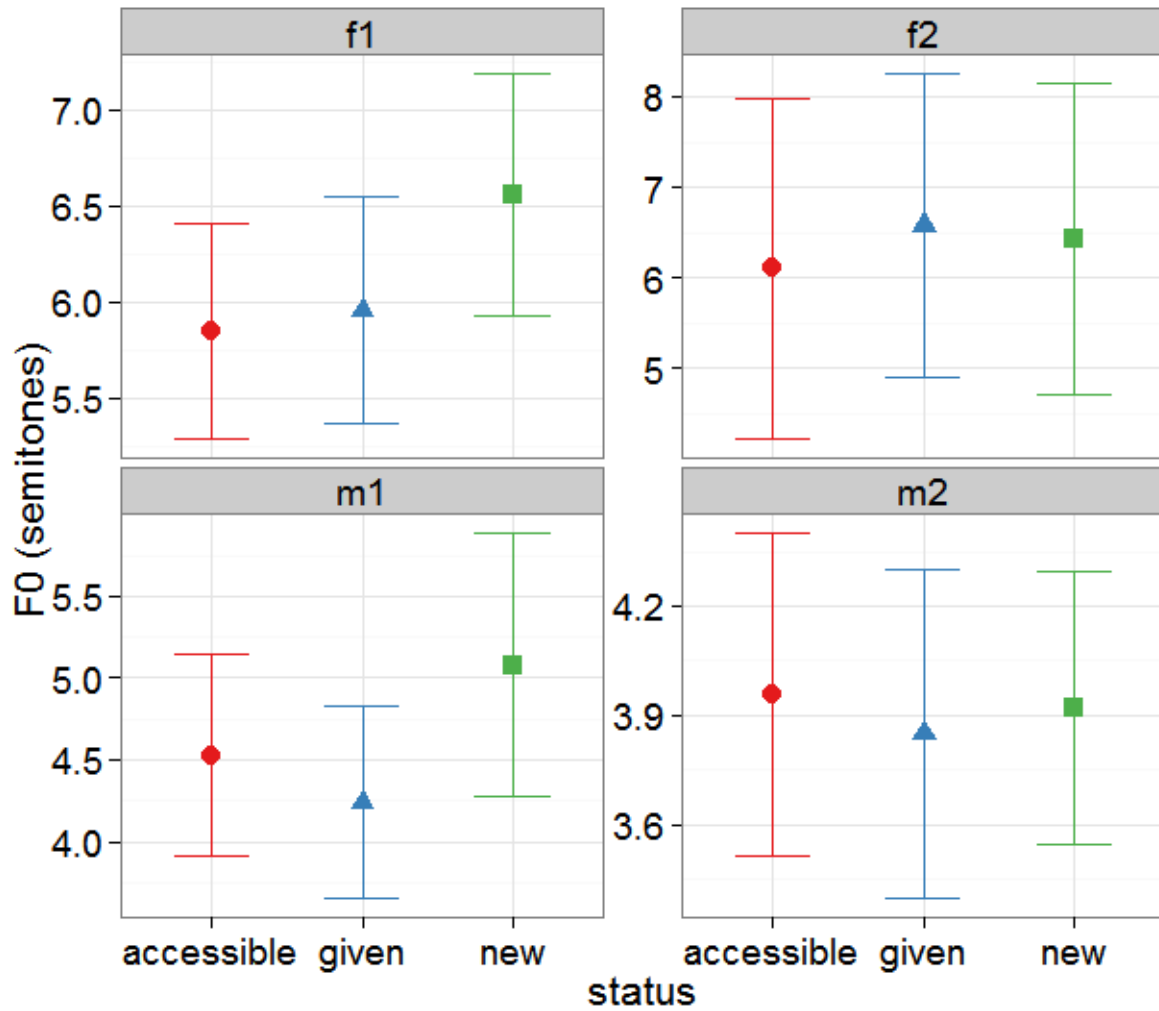 f1
f2
7.0
6.5
6.0
5.5
8
7
6
5
F0 (semitones)
m1
m2
5.5
5.0
4.5
4.0
4.2
3.9
3.6
accessible given new
accessible given new
status